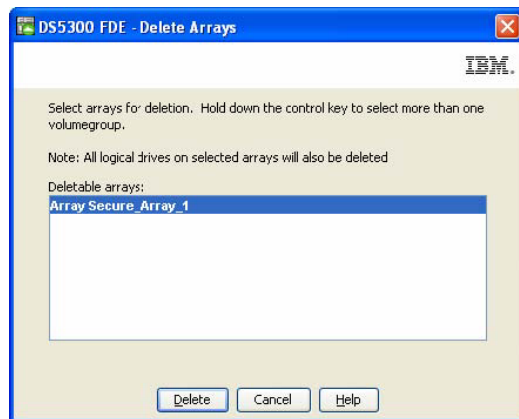 DS5300 FDE - Delete Arrays
IBM.
Select arrays for deletion. Hold down the control key to select more than one
volumegroup.
Note: All logical drives on selected arrays will also be deleted
Deletable arrays:
Array Secure_Array_1
Delete Cancel Help